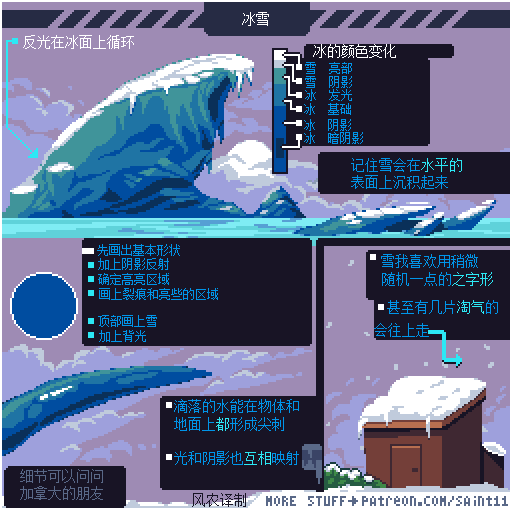 冰雪
反光在冰面上循环
冰的颜色变化
雪 亮部
雪 阴影
冰 发光
冰 基础
冰 阴影
冰 暗阴影
记住雪会在水平的
表面上沉积起来
先画出基本形状
加上阴影反射
确定高亮区域
画上裂痕和亮些的区域
顶部画上雪
加上背光
雪我喜欢用稍微
随机一点的之字形
甚至有几片淘气的
会往上走
滴落的水能在物体和
地面上都形成尖刺
光和阴影也互相映射
细节可以问问
加拿大的朋友
风农译制
MORE STUFF→PATREON.COM/SAINT11